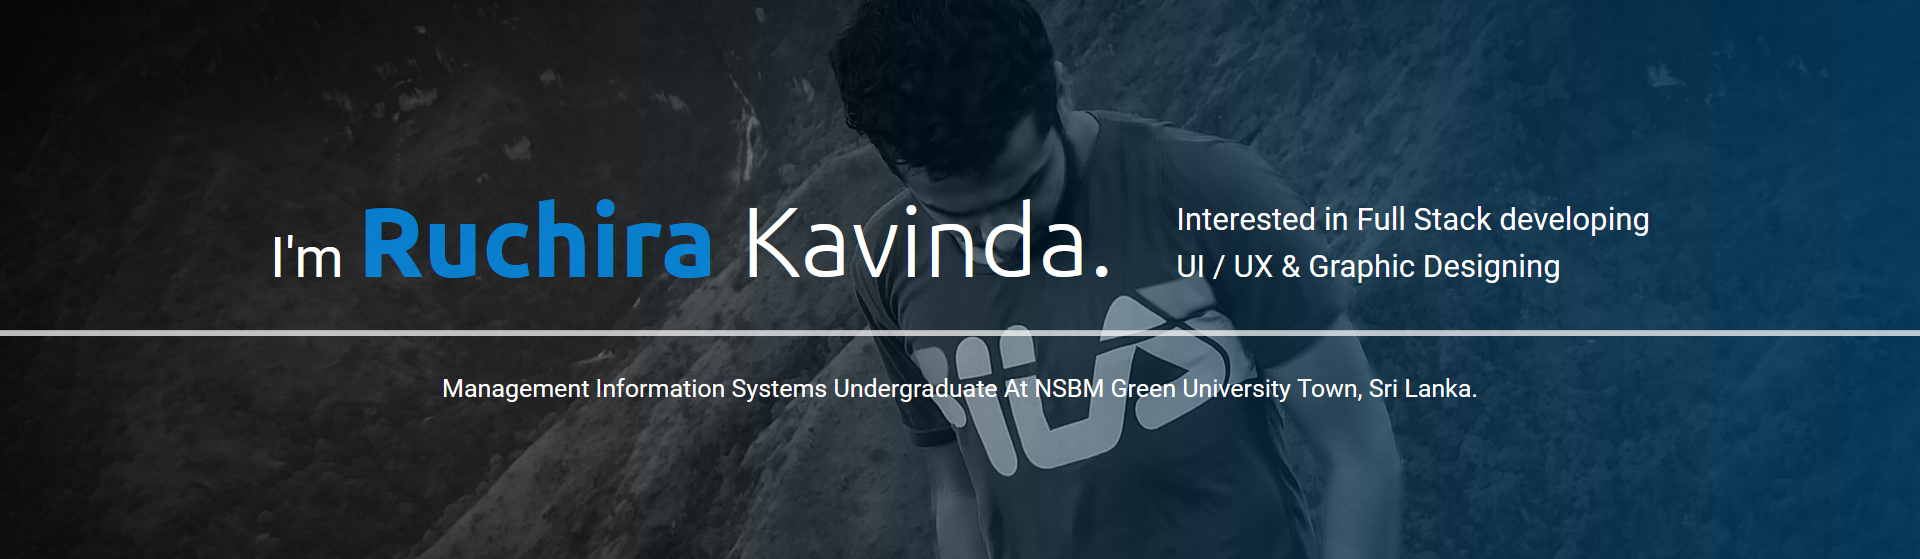 I'm Ruchira Kavinda.
Interested in Full Stack developing
UI / UX & Graphic Designing
Management Information Systems Undergraduate At NSBM Green University Town, Sri Lanka.
FILA